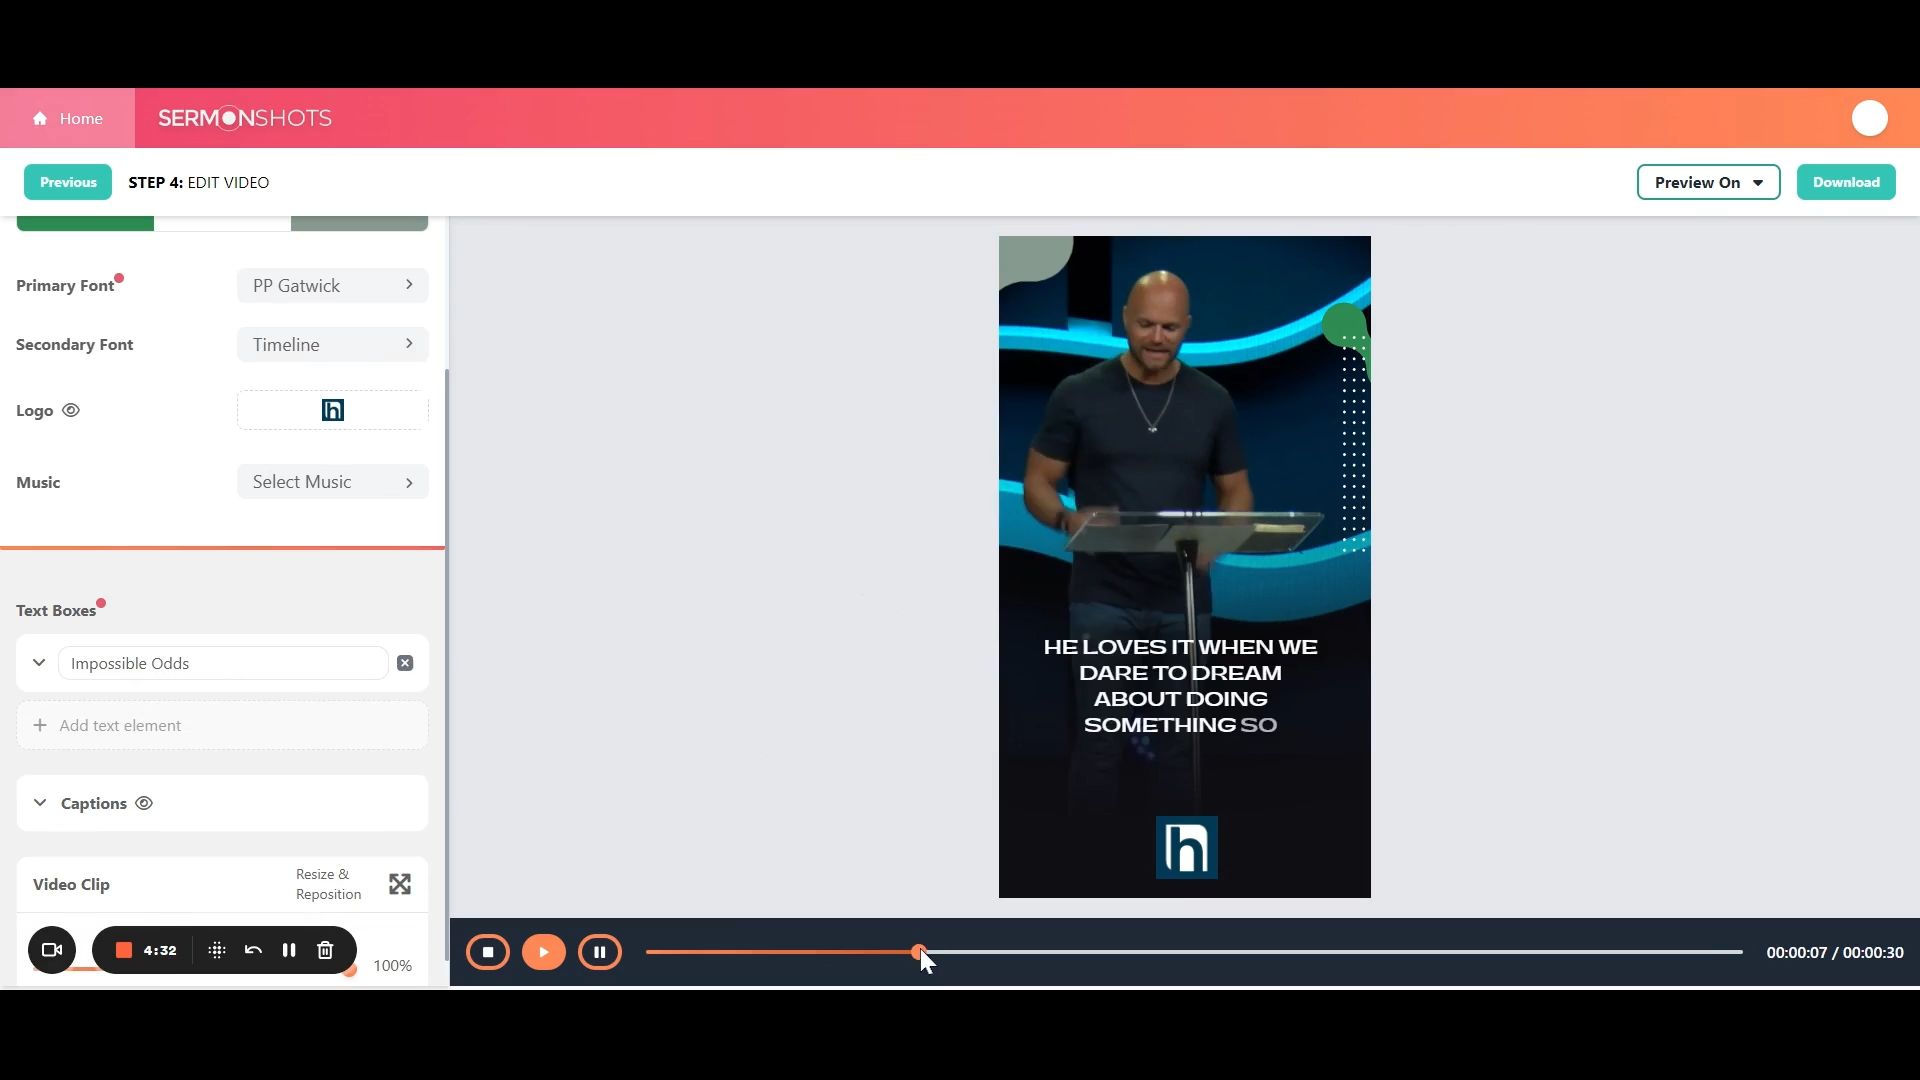 Home
SERMONSHOTS
Previous
STEP 4: EDIT VIDEO
Preview On
Download
Primary Font
PP Gatwick
Secondary Font
Timeline
Logo
h
Music
Select Music
Text Boxes
Impossible Odds
Add text element
Captions
Video Clip
Resize &
Reposition
4:32
100%
HE LOVES IT WHEN WE
DARE TO DREAM
ABOUT DOING
SOMETHING SO
h
00:00:07 / 00:00:30